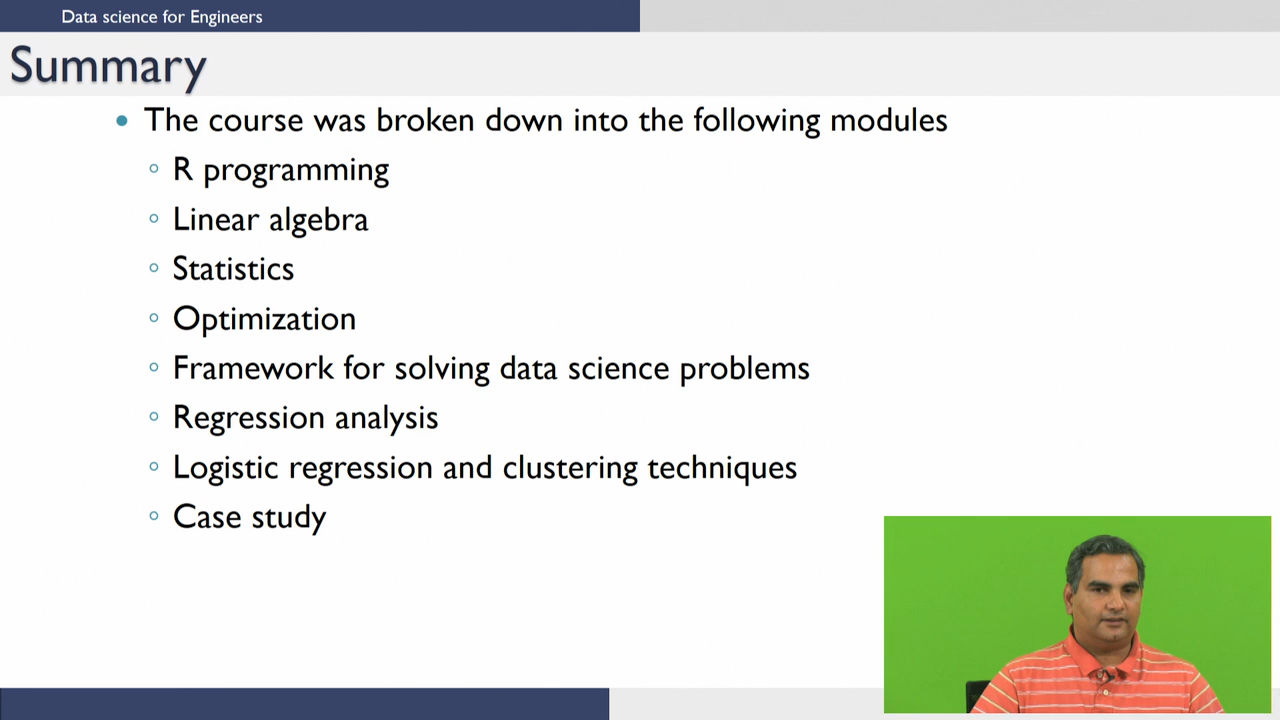 Data science for Engineers
Summary
The course was broken down into the following modules
R programming
Linear algebra
Statistics
Optimization
Framework for solving data science problems
Regression analysis
Logistic regression and clustering techniques
Case study